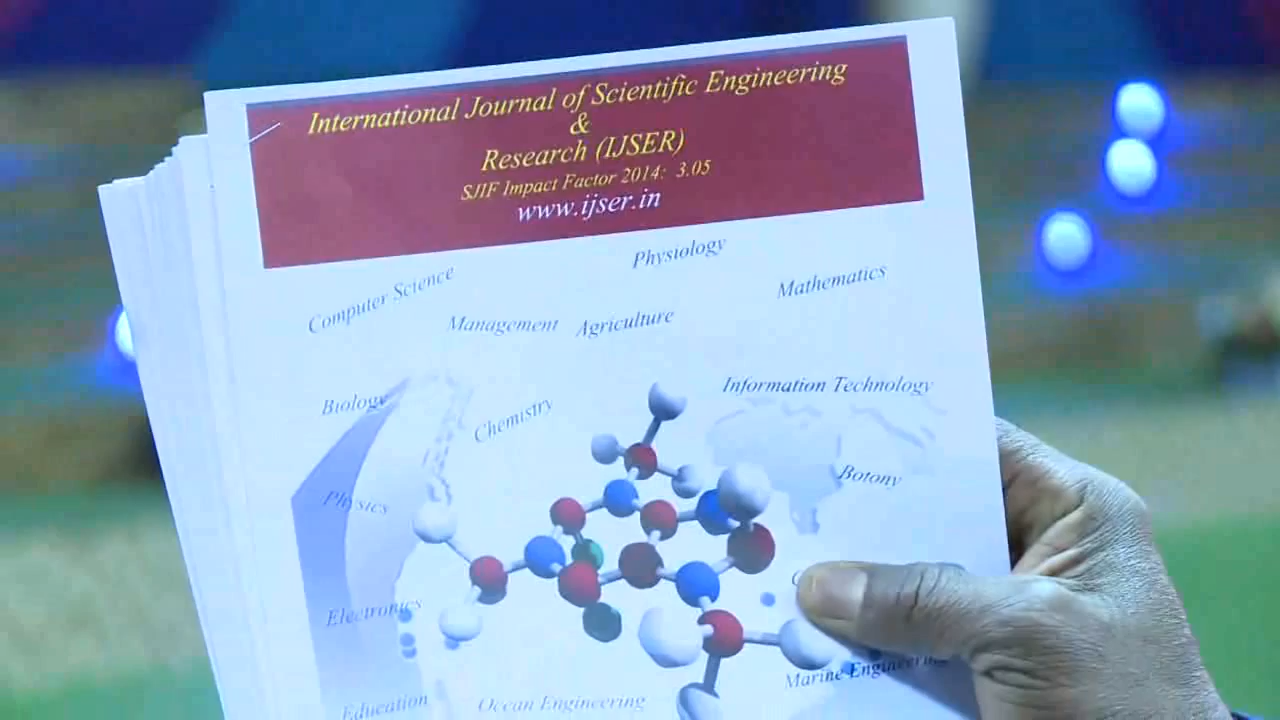 International Journal of Scientific Engineering
&
Research (IJSER)
SJIF Impact Factor 2014: 3.05
www.ijser.in
Physiology
Computer Science
Mathematics
Management
Agriculture
Information Technology
Biology
Chemistry
Botony
Physics
Electronics
Marine Engineering
Education
Ocean Engineering